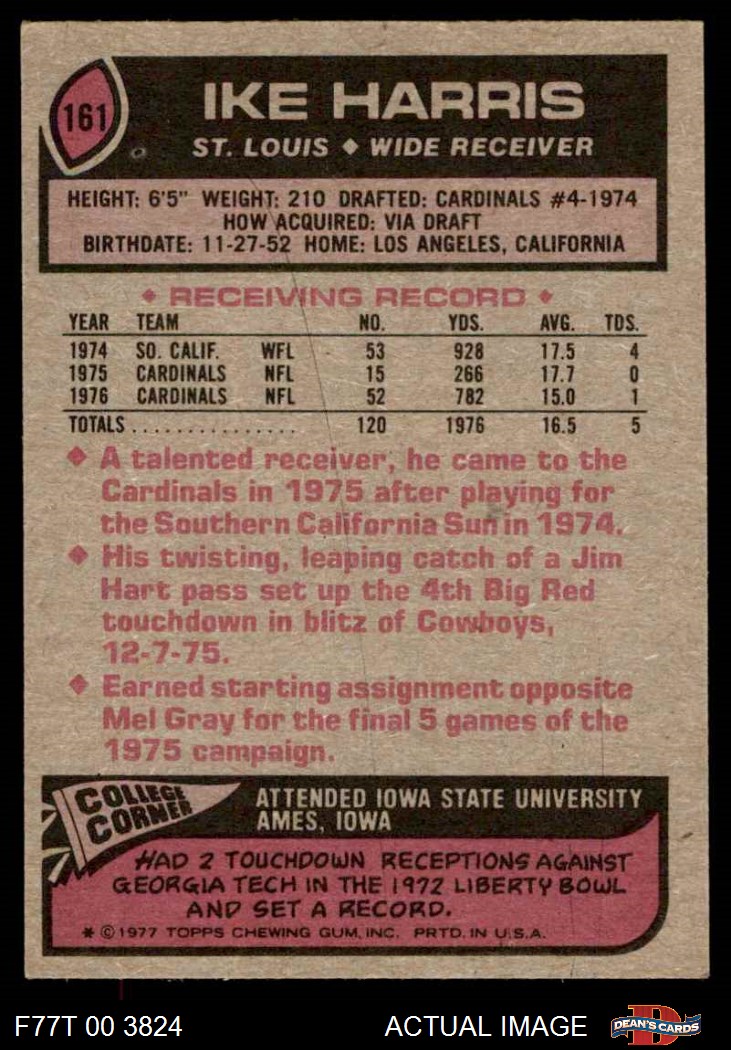 161
IKE HARRIS
ST. LOUIS ♦ WIDE RECEIVER
HEIGHT: 6'5" WEIGHT: 210 DRAFTED: CARDINALS #4-1974
HOW ACQUIRED: VIA DRAFT
BIRTHDATE: 11-27-52 HOME: LOS ANGELES, CALIFORNIA
♦ RECEIVING RECORD ♦
YEAR TEAM NO. YDS. AVG. TDS.
1974 SO. CALIF. WFL 53 928 17.5 4
1975 CARDINALS NFL 15 266 17.7 0
1976 CARDINALS NFL 52 782 15.0 1
TOTALS . . . . . . . . . . . . . . . 120 1976 16.5 5
♦ A talented receiver, he came to the
Cardinals in 1975 after playing for
the Southern California Sun in 1974.
♦ His twisting, leaping catch of a Jim
Hart pass set up the 4th Big Red
touchdown in blitz of Cowboys,
12-7-75.
♦ Earned starting assignment opposite
Mel Gray for the final 5 games of the
1975 campaign.
COLLEGE
CORNER
ATTENDED IOWA STATE UNIVERSITY
AMES, IOWA
HAD 2 TOUCHDOWN RECEPTIONS AGAINST
GEORGIA TECH IN THE 1972 LIBERTY BOWL
AND SET A RECORD.
* © 1977 TOPPS CHEWING GUM, INC. PRTD. IN U.S.A.
F77T 00 3824 ACTUAL IMAGE
D
DEAN'S CARDS